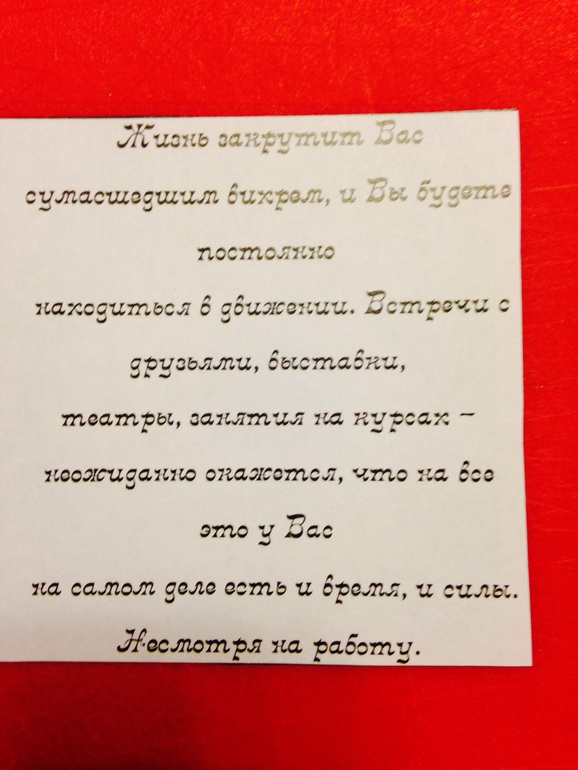 Жизнь закрутит Вас
сумасшедшим вихрем, и Вы будете
постоянно
находиться в движении. Встречи с
друзьями, выставки,
театры, занятия на курсах –
неожиданно окажется, что на все
это у Вас
на самом деле есть и время, и силы.
Несмотря на работу.